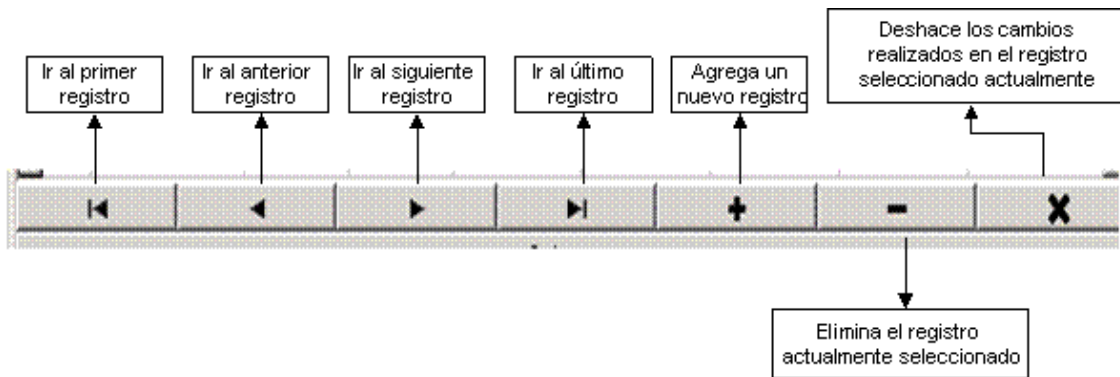 Ir al primer
registro
Ir al anterior
registro
Ir al siguiente
registro
Ir al último
registro
Agrega un
nuevo registro
Deshace los cambios
realizados en el registro
seleccionado actualmente
Elimina el registro
actualmente seleccionado